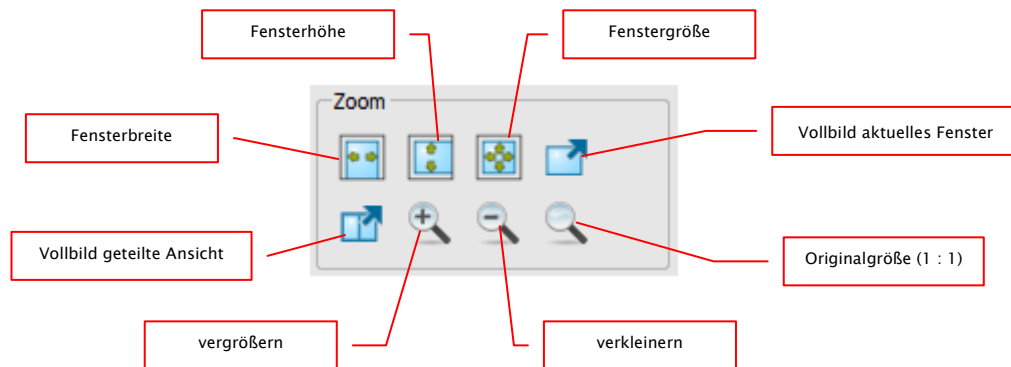 Fensterhöhe
Fenstergröße
Zoom
Fensterbreite
Vollbild aktuelles Fenster
Vollbild geteilte Ansicht
Originalgröße (1 : 1)
vergrößern
verkleinern